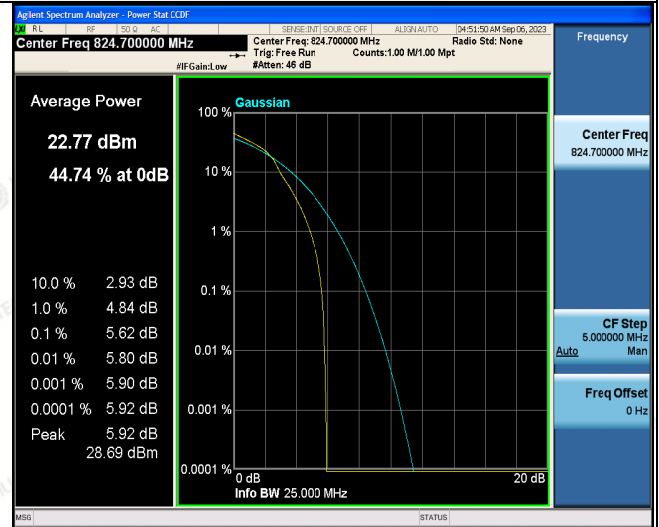 Agilent Spectrum Analyzer - Power Stat CCDF
LXI RL RF 50 Ω AC SENSE:INT SOURCE OFF ALIGN AUTO 04:51:50 AM Sep 06, 2023
Center Freq 824.700000 MHz
Center Freq: 824.700000 MHz Radio Std: None
Trig: Free Run Counts:1.00 M/1.00 Mpt
#IFGain:Low #Atten: 46 dB
Frequency
Average Power
22.77 dBm
44.74 % at 0dB
10.0 % 2.93 dB
1.0 % 4.84 dB
0.1 % 5.62 dB
0.01 % 5.80 dB
0.001 % 5.90 dB
0.0001 % 5.92 dB
Peak 5.92 dB
28.69 dBm
Gaussian
100 %
10 %
1 %
0.1 %
0.01 %
0.001 %
0.0001 %
0 dB 20 dB
Info BW 25.000 MHz
Center Freq
824.700000 MHz
CF Step
5.000000 MHz
Auto Man
Freq Offset
0 Hz
MSG STATUS